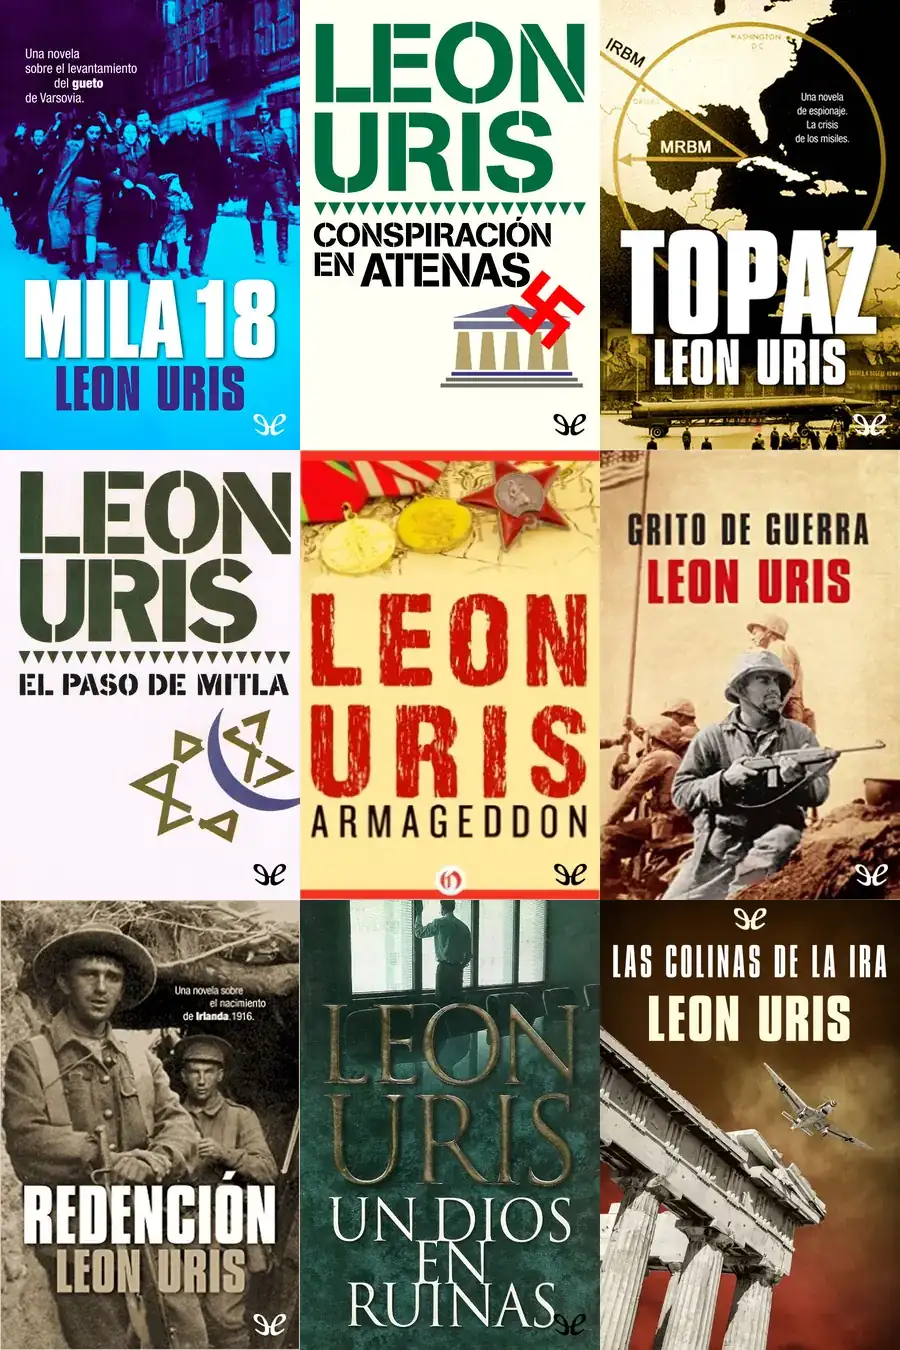 Una novela
sobre el levantamiento
del gueto
de Varsovia.
MILA 18
LEON URIS
LEON
URIS
CONSPIRACIÓN
EN ATENAS
IRBM
WASHINGTON
D C
MRBM
Una novela
de espionaje.
La crisis
de los misiles.
TOPAZ
LEON URIS
LEON
URIS
EL PASO DE MITLA
LEON
URIS
ARMAGEDDON
GRITO DE GUERRA
LEON URIS
Una novela sobre
el nacimiento
de Irlanda.1916.
REDENCIÓN
LEON URIS
LEON
URIS
UN DIOS
EN
RUINAS
LAS COLINAS DE LA IRA
LEON URIS